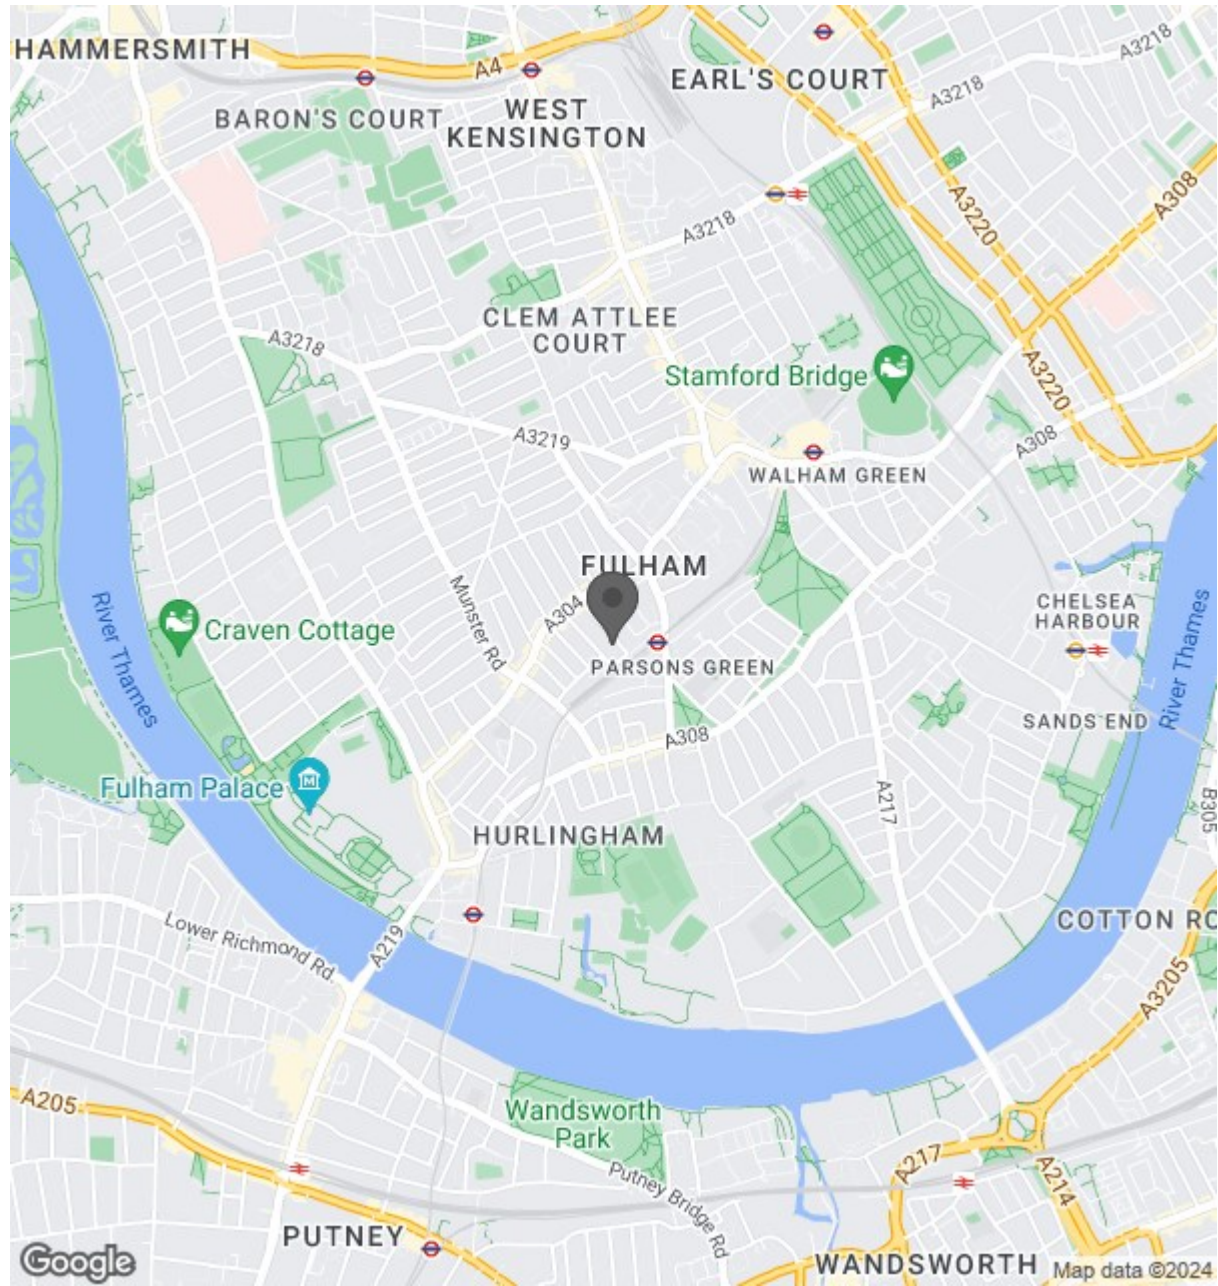 HAMMERSMITH
A4
A3218
EARL'S COURT
A3218
BARON'S COURT
WEST
KENSINGTON
A308
A3220
A3218
CLEM ATTLEE
COURT
A3218
Stamford Bridge
A3220
A3219
A308
WALHAM GREEN
FULHAM
Munster Rd
A304
River Thames
Craven Cottage
CHELSEA
HARBOUR
River Thames
PARSONS GREEN
SANDS END
A308
Fulham Palace
M
A217
B305
HURLINGHAM
COTTON RO
Lower Richmond Rd.
A219
A3205
A205
Wandsworth
Park
A217
A214
Putney Bridge Rd
PUTNEY
WANDSWORTH
Google
Map data ©2024